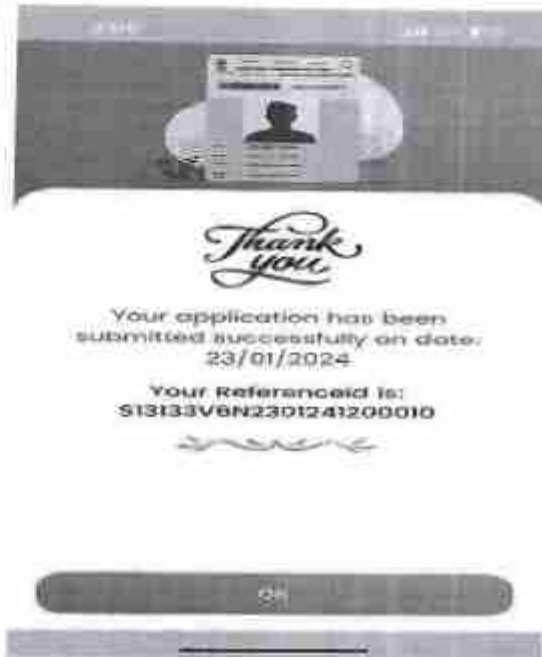 Thank
you
Your application has been
submitted successfully on date:
23/01/2024
Your Referenceid is:
S13133V6N2301241200010
OK